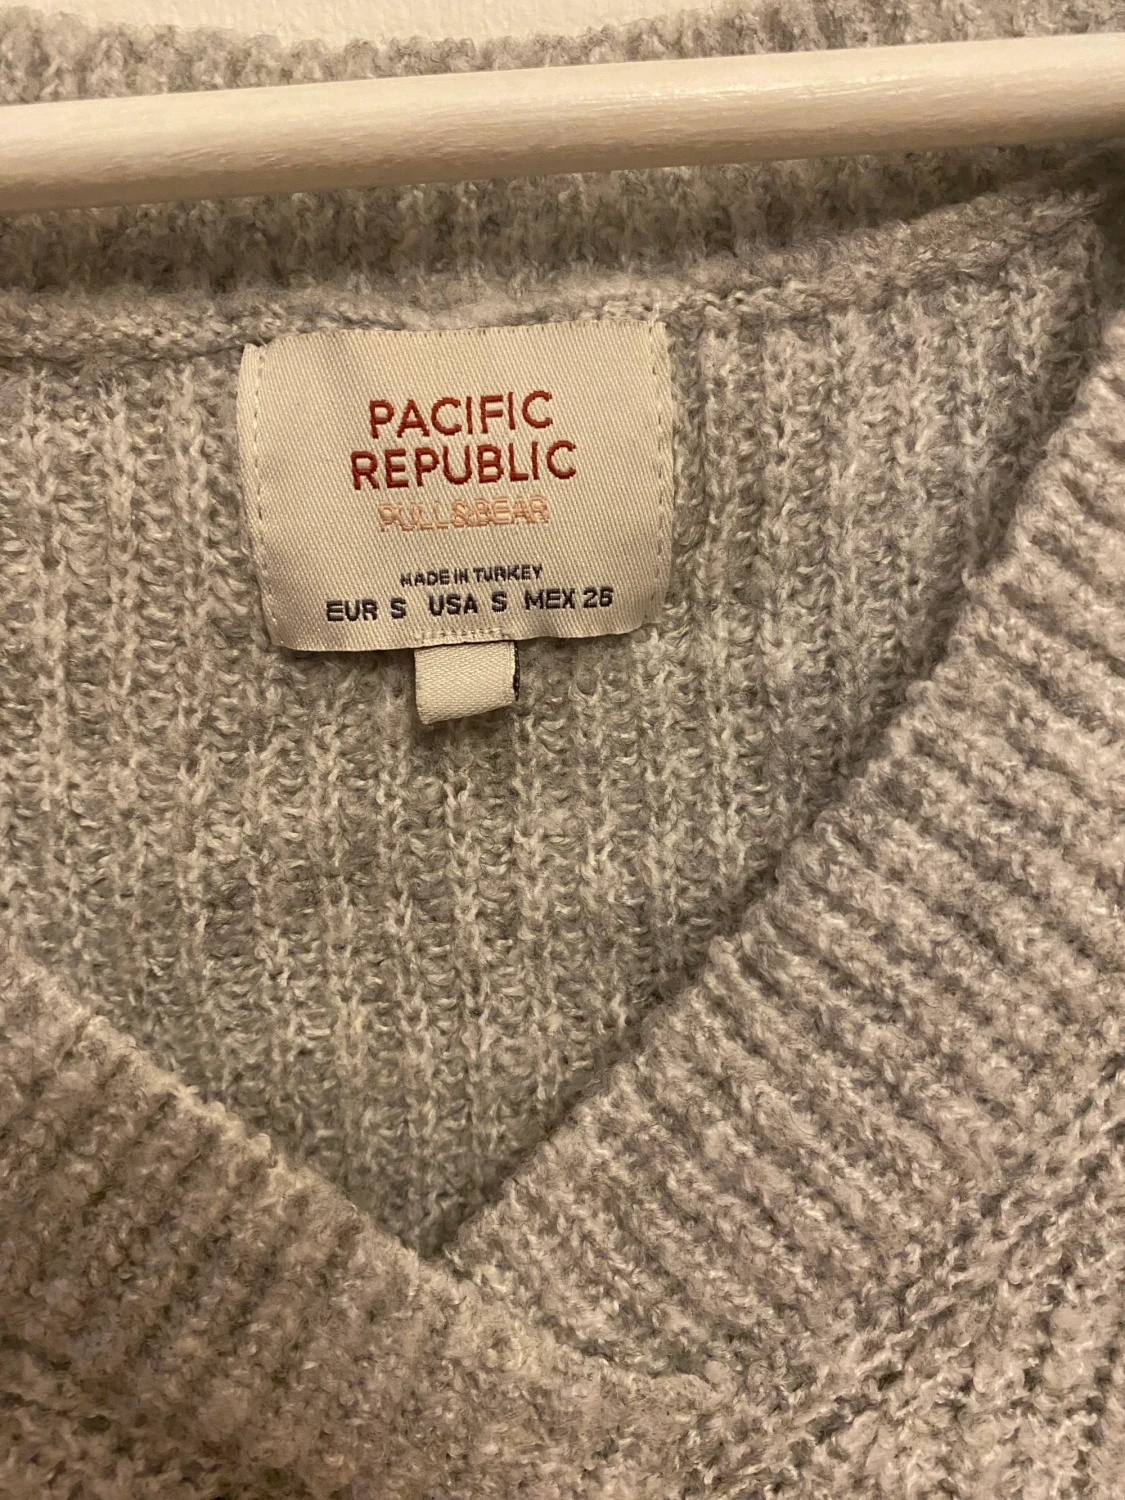 PACIFIC
REPUBLIC
PULL&BEAR
MADE IN TURKEY
EUR S USA S MEX 26